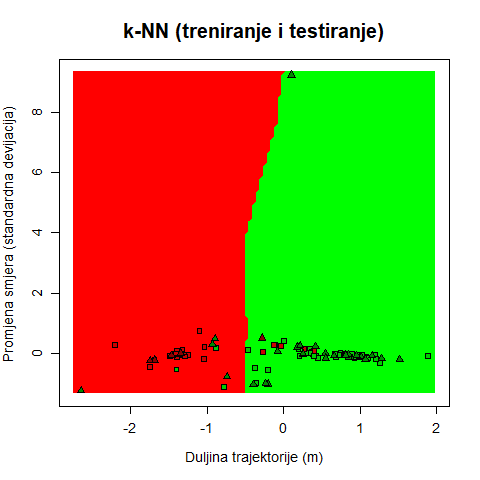 k-NN (treniranje i testiranje)
Promjena smjera (standardna devijacija)
8
6
4
2
0
-2 -1 0 1 2
Duljina trajektorije (m)